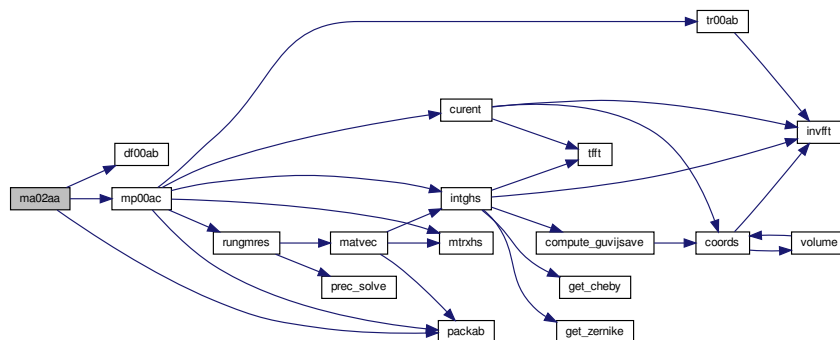 tr00ab
curent
invfft
df00ab
tfft
ma02aa
mp00ac
intghs
rungmres
matvec
mtrxhs
compute_guvijsave
coords
volume
prec_solve
get_cheby
packab
get_zernike